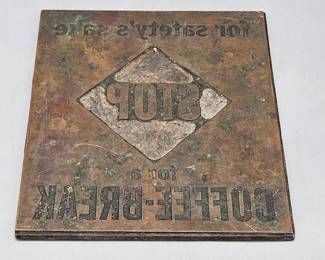 for safety's sake
STOP
for a
COFFEE-BREAK